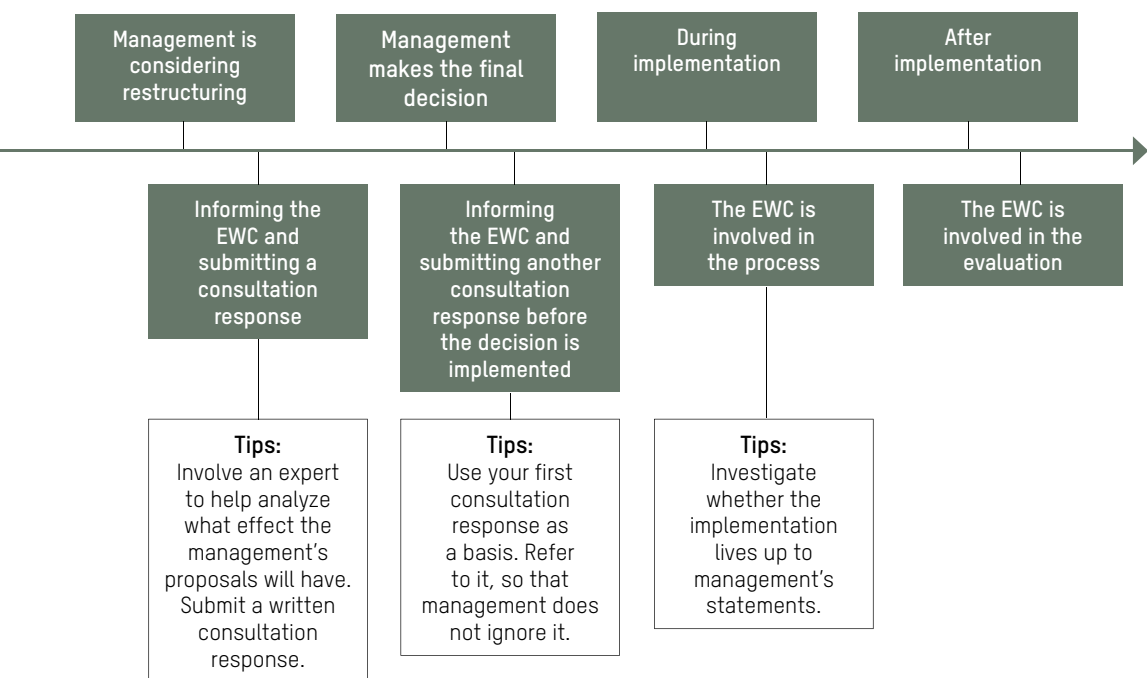 Management is
considering
restructuring
Management
makes the final
decision
During
implementation
After
implementation
Informing the
EWC and
submitting a
consultation
response
Informing
the EWC and
submitting another
consultation
response before
the decision is
implemented
The EWC is
involved in
the process
The EWC is
involved in the
evaluation
Tips:
Involve an expert
to help analyze
what effect the
management's
proposals will have.
Submit a written
consultation
response.
Tips:
Use your first
consultation
response as
a basis. Refer
to it, so that
management does
not ignore it.
Tips:
Investigate
whether the
implementation
lives up to
management's
statements.